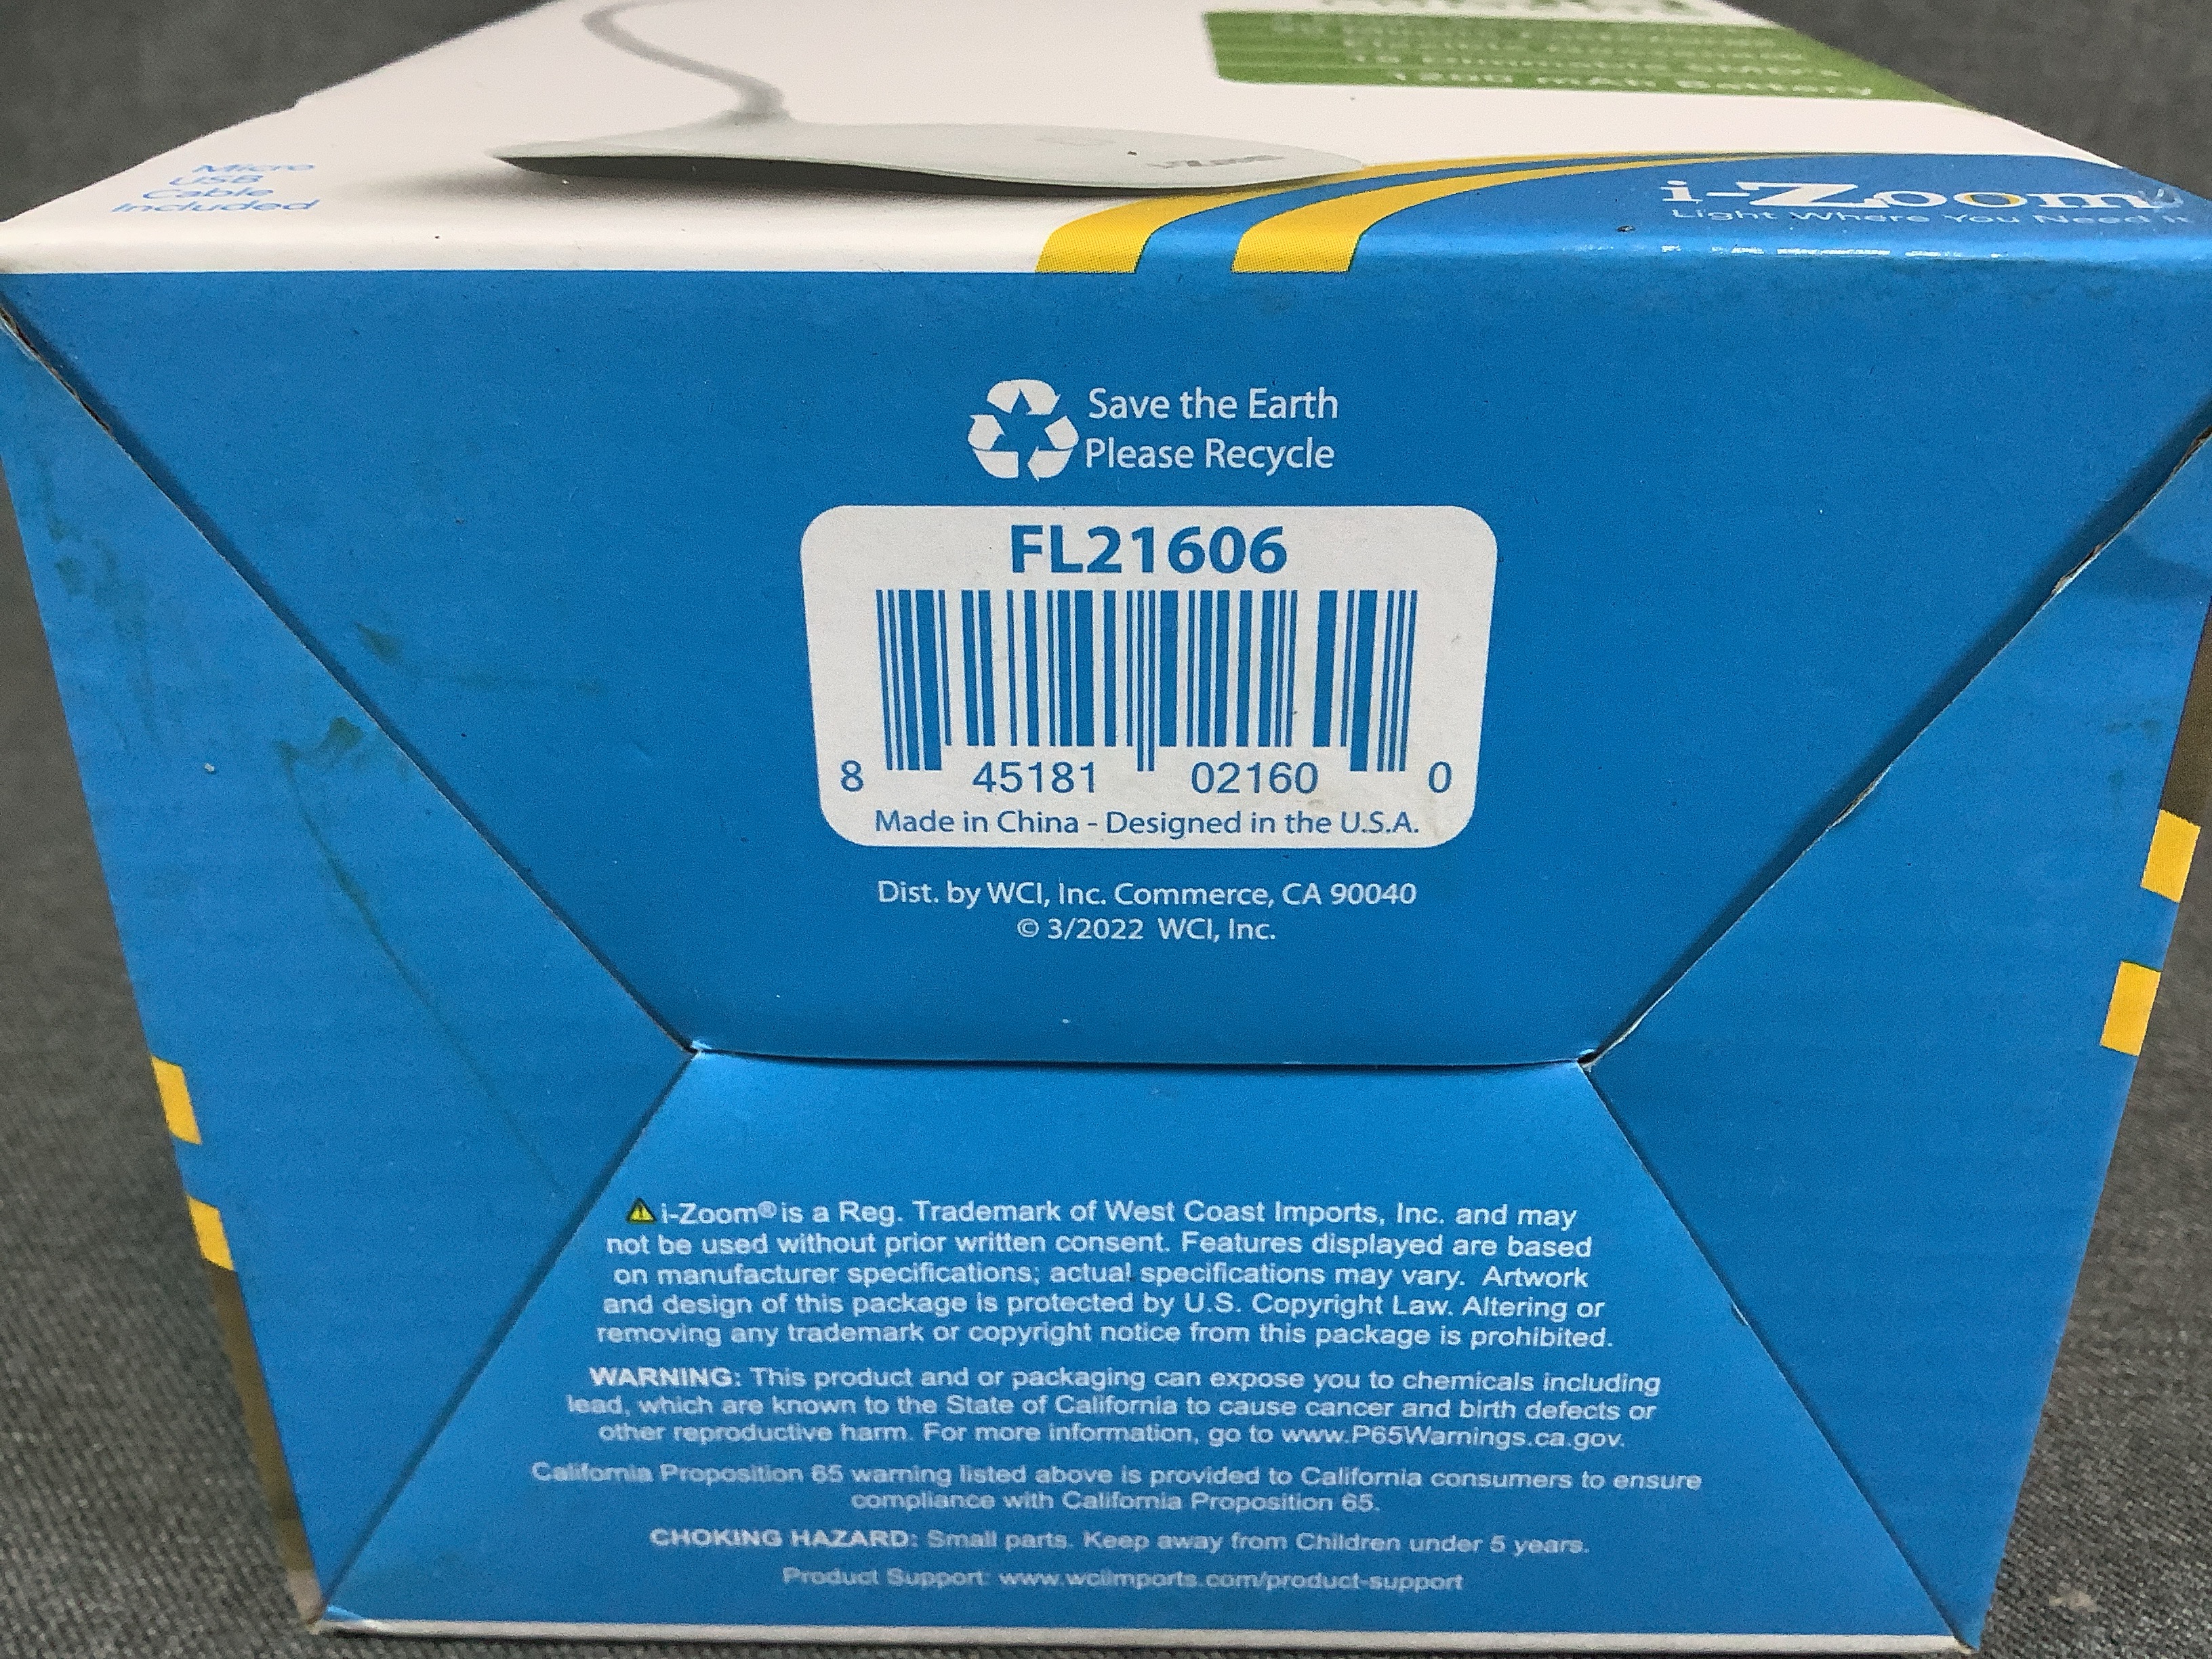 1200 mAh Battery
i-Zoom
Micro
USB
Cable
Included
i-Zoom
Light Where You Need It
Save the Earth
Please Recycle
FL21606
8 45181 02160 0
Made in China - Designed in the U.S.A.
Dist. by WCI, Inc. Commerce, CA 90040
© 3/2022 WCI, Inc.
i-Zoom® is a Reg. Trademark of West Coast Imports, Inc. and may
not be used without prior written consent. Features displayed are based
on manufacturer specifications; actual specifications may vary. Artwork
and design of this package is protected by U.S. Copyright Law. Altering or
removing any trademark or copyright notice from this package is prohibited.
WARNING: This product and or packaging can expose you to chemicals including
lead, which are known to the State of California to cause cancer and birth defects or
other reproductive harm. For more information, go to www.P65Warnings.ca.gov.
California Proposition 65 warning listed above is provided to California consumers to ensure
compliance with California Proposition 65.
CHOKING HAZARD: Small parts. Keep away from Children under 5 years.
Product Support: www.wciimports.com/product-support